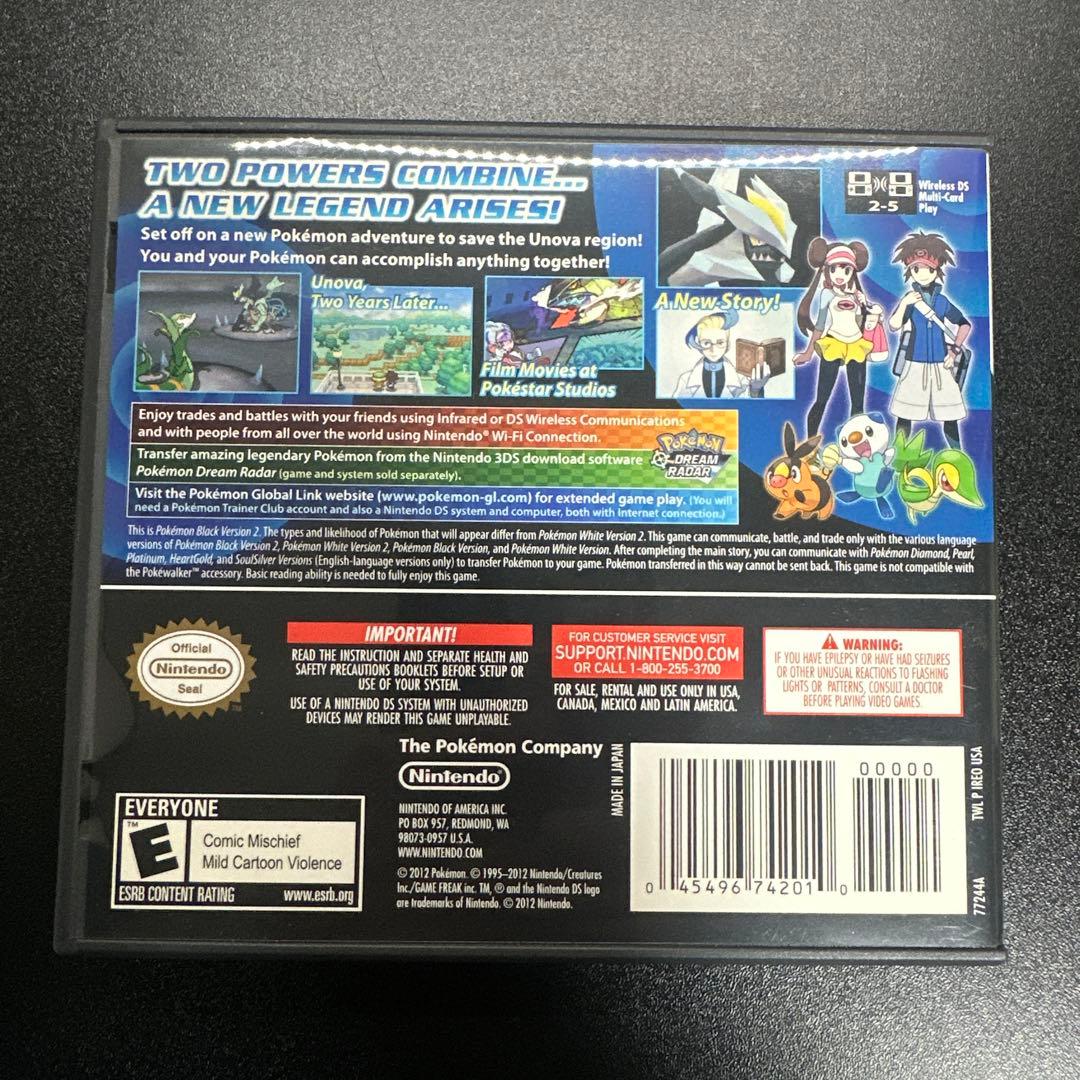 TWO POWERS COMBINE...
A NEW LEGEND ARISES!
Set off on a new Pokémon adventure to save the Unova region!
You and your Pokémon can accomplish anything together!
2-5
Wireless DS
Multi-Card
Play
Unova,
Two Years Later...
Film Movies at
Pokéstar Studios
A New Story!
Enjoy trades and battles with your friends using Infrared or DS Wireless Communications
and with people from all over the world using Nintendo® Wi-Fi Connection.
Transfer amazing legendary Pokémon from the Nintendo 3DS download software
Pokémon Dream Radar (game and system sold separately).
POKéMON
DREAM
RADAR
Visit the Pokémon Global Link website (www.pokemon-gl.com) for extended game play. (You will
need a Pokémon Trainer Club account and also a Nintendo DS system and computer, both with Internet connection.)
This is Pokémon Black Version 2. The types and likelihood of Pokémon that will appear differ from Pokémon White Version 2. This game can communicate, battle, and trade only with the various language
versions of Pokémon Black Version 2, Pokémon White Version 2, Pokémon Black Version, and Pokémon White Version. After completing the main story, you can communicate with Pokémon Diamond, Pearl,
Platinum, HeartGold, and SoulSilver Versions (English-language versions only) to transfer Pokémon to your game. Pokémon transferred in this way cannot be sent back. This game is not compatible with
the Pokéwalker™ accessory. Basic reading ability is needed to fully enjoy this game.
Official
Nintendo
Seal
TM
IMPORTANT!
READ THE INSTRUCTION AND SEPARATE HEALTH AND
SAFETY PRECAUTIONS BOOKLETS BEFORE SETUP OR
USE OF YOUR SYSTEM.
USE OF A NINTENDO DS SYSTEM WITH UNAUTHORIZED
DEVICES MAY RENDER THIS GAME UNPLAYABLE.
FOR CUSTOMER SERVICE VISIT
SUPPORT.NINTENDO.COM
OR CALL 1-800-255-3700
FOR SALE, RENTAL AND USE ONLY IN USA,
CANADA, MEXICO AND LATIN AMERICA.
WARNING:
IF YOU HAVE EPILEPSY OR HAVE HAD SEIZURES
OR OTHER UNUSUAL REACTIONS TO FLASHING
LIGHTS OR PATTERNS, CONSULT A DOCTOR
BEFORE PLAYING VIDEO GAMES.
The Pokémon Company
Nintendo®
NINTENDO OF AMERICA INC.
PO BOX 957, REDMOND, WA
98073-0957 U.S.A.
WWW.NINTENDO.COM
© 2012 Pokémon. © 1995–2012 Nintendo/Creatures
Inc./GAME FREAK inc. TM, ® and the Nintendo DS logo
are trademarks of Nintendo. © 2012 Nintendo.
EVERYONE
TM
E
Comic Mischief
Mild Cartoon Violence
ESRB CONTENT RATING www.esrb.org
MADE IN JAPAN
00000
0 45496 74201 0
77244A TWL P IREO USA